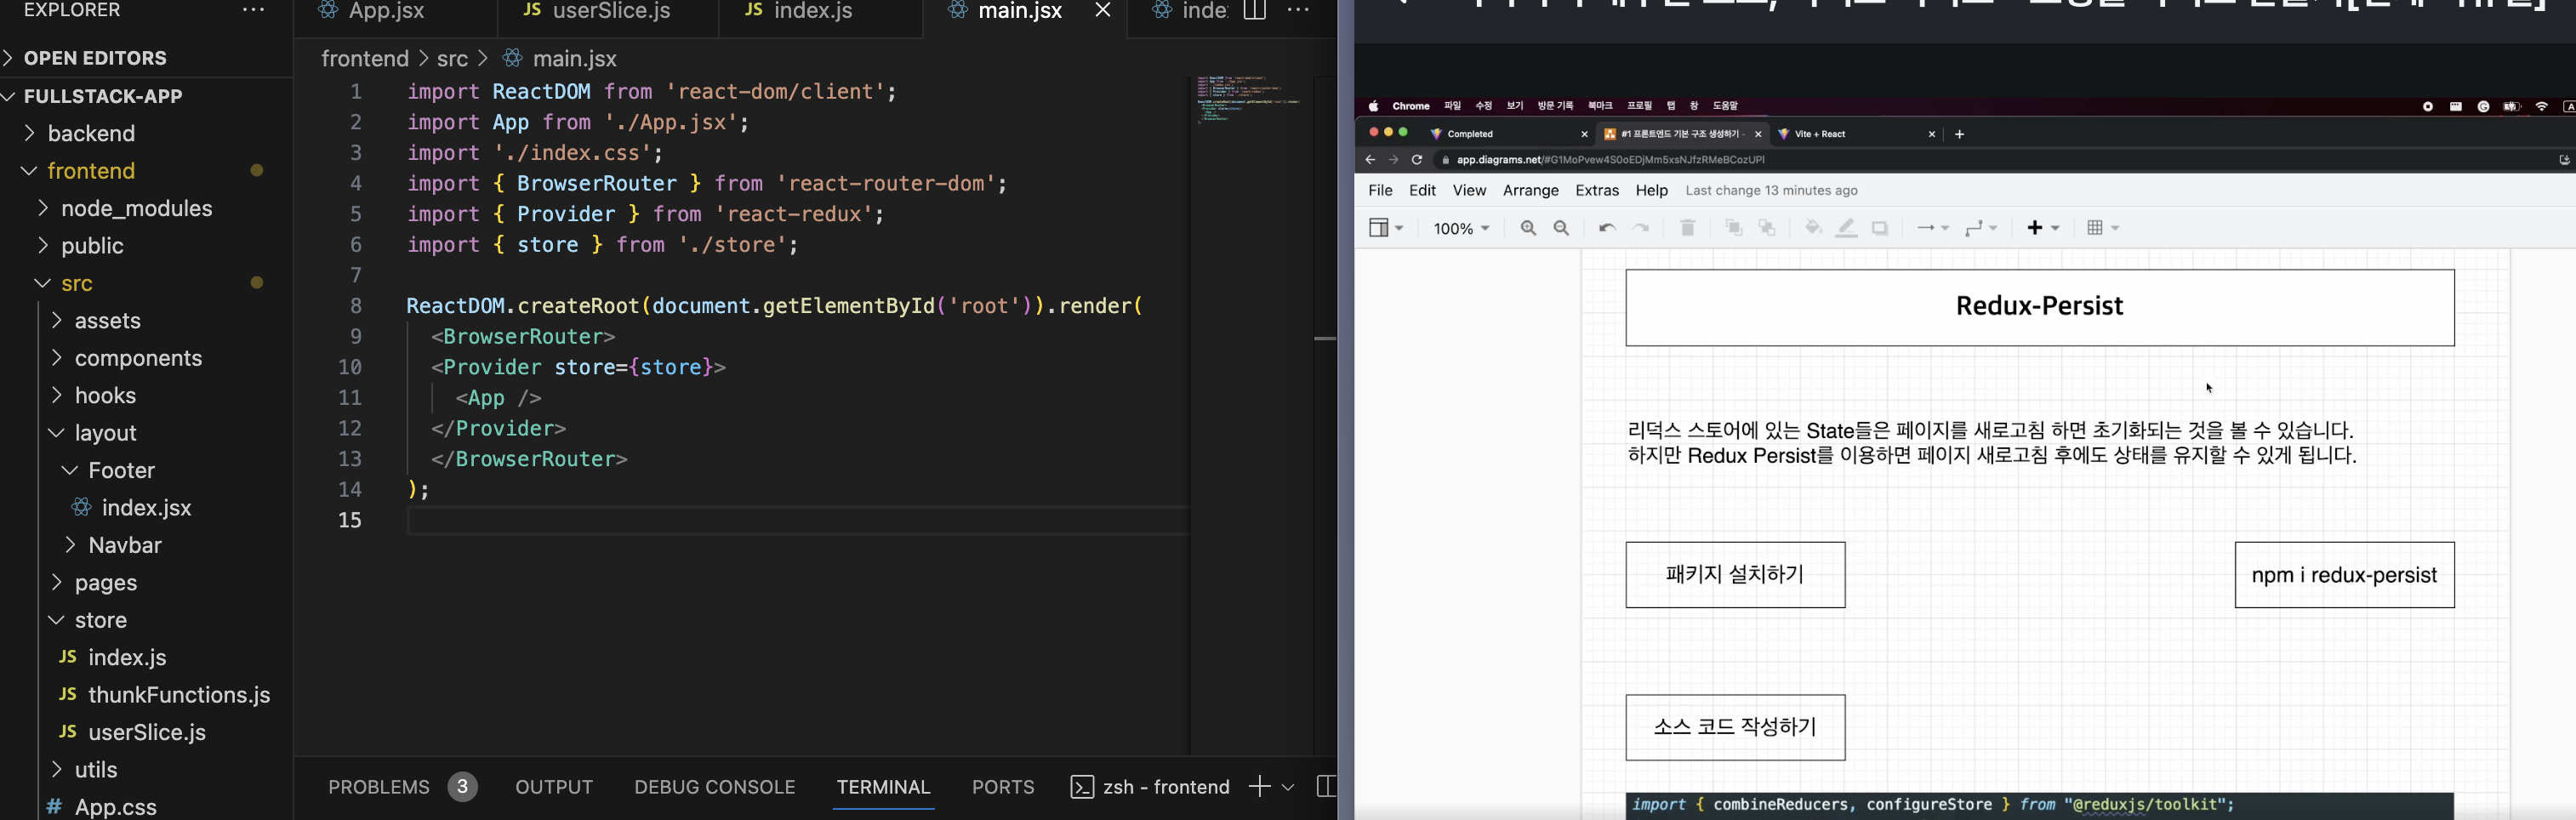 EXPLORER
OPEN EDITORS
FULLSTACK-APP
backend
frontend
node_modules
public
src
assets
components
hooks
layout
Footer
index.jsx
Navbar
pages
store
JS index.js
JS thunkFunctions.js
JS userSlice.js
utils
# App.css
App.jsx
JS userSlice.js
JS index.js
main.jsx
inde
frontend > src > main.jsx
1 import ReactDOM from 'react-dom/client';
2 import App from './App.jsx';
3 import './index.css';
4 import { BrowserRouter } from 'react-router-dom';
5 import { Provider } from 'react-redux';
6 import { store } from './store';
7
8 ReactDOM.createRoot(document.getElementById('root')).render(
9 <BrowserRouter>
10 <Provider store={store}>
11 <App />
12 </Provider>
13 </BrowserRouter>
14 );
15
PROBLEMS 3 OUTPUT DEBUG CONSOLE TERMINAL PORTS zsh - frontend
Chrome 파일 수정 보기 방문 기록 북마크 프로필 탭 창 도움말
Completed
#1 프론트엔드 기본 구조 생성하기 -
Vite + React
app.diagrams.net/#G1MoPvew4S0oEDjMm5xsNJfzRMeBCozUPl
File Edit View Arrange Extras Help Last change 13 minutes ago
100%
Redux-Persist
리덕스 스토어에 있는 State들은 페이지를 새로고침 하면 초기화되는 것을 볼 수 있습니다.
하지만 Redux Persist를 이용하면 페이지 새로고침 후에도 상태를 유지할 수 있게 됩니다.
패키지 설치하기
npm i redux-persist
소스 코드 작성하기
import { combineReducers, configureStore } from "@reduxjs/toolkit";